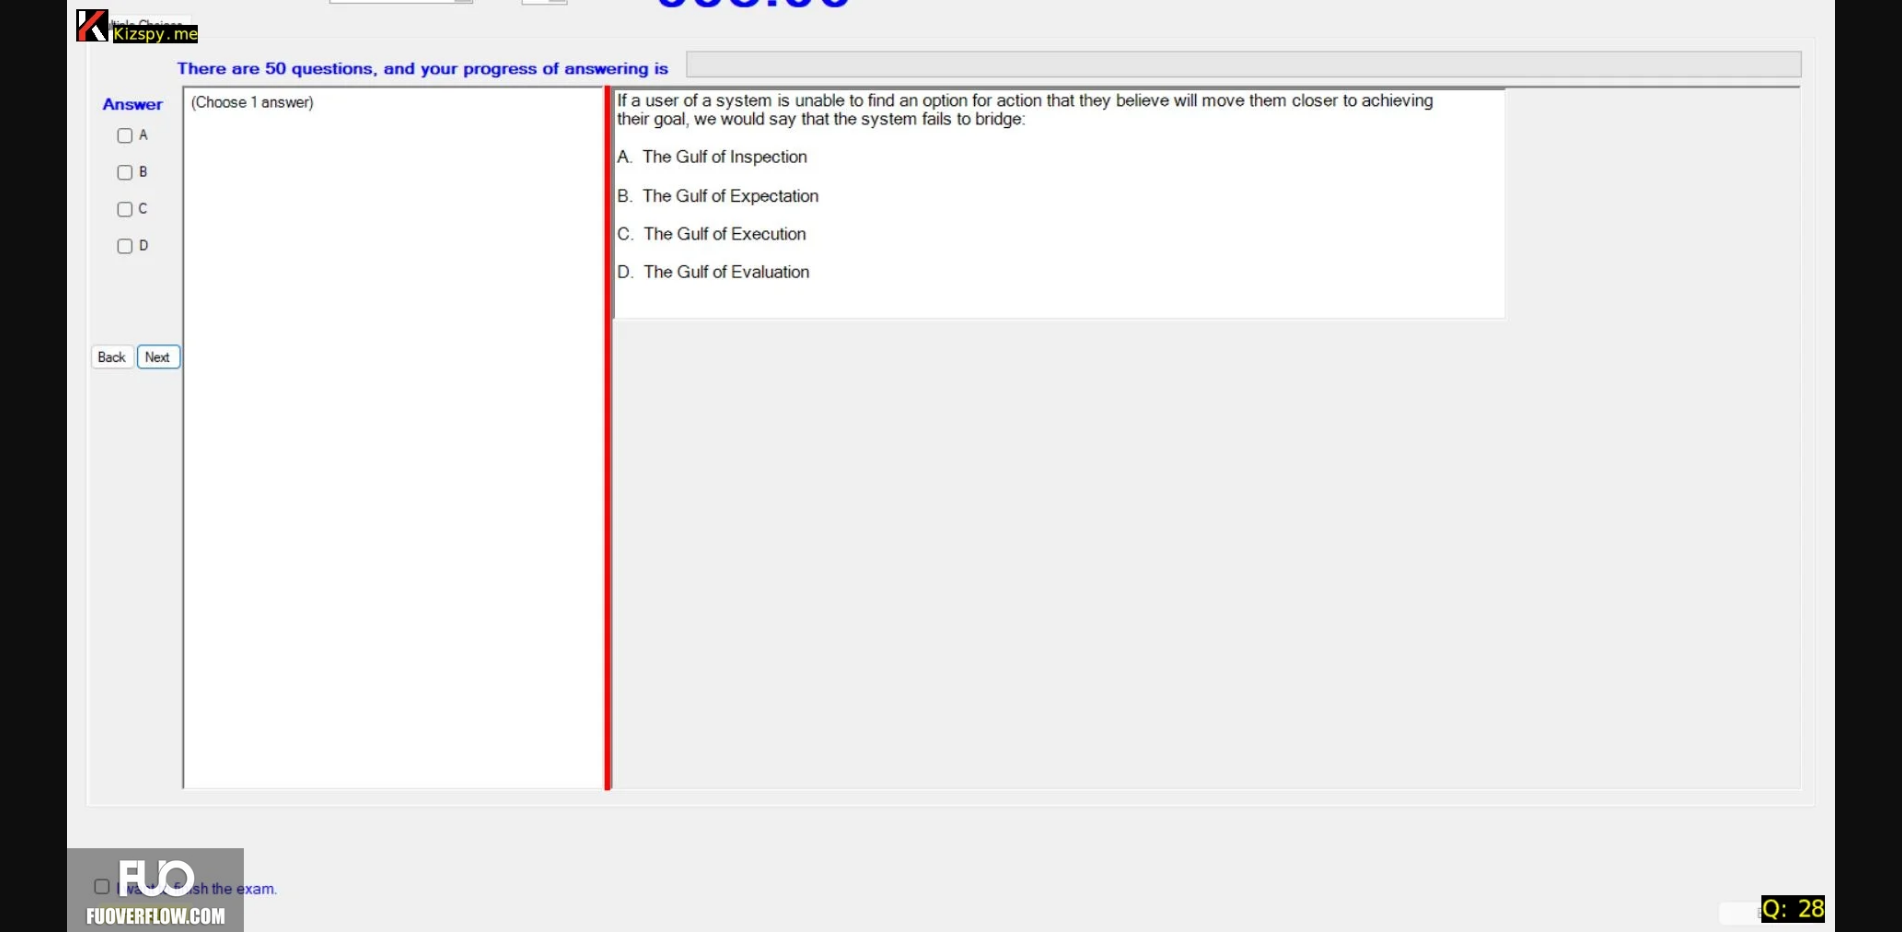 Kizspy.me
There are 50 questions, and your progress of answering is
Answer
A
B
C
D
Back
Next
(Choose 1 answer)
If a user of a system is unable to find an option for action that they believe will move them closer to achieving
their goal, we would say that the system fails to bridge:
A. The Gulf of Inspection
B. The Gulf of Expectation
C. The Gulf of Execution
D. The Gulf of Evaluation
FUO
the exam.
FUOVERFLOW.COM
Q: 28